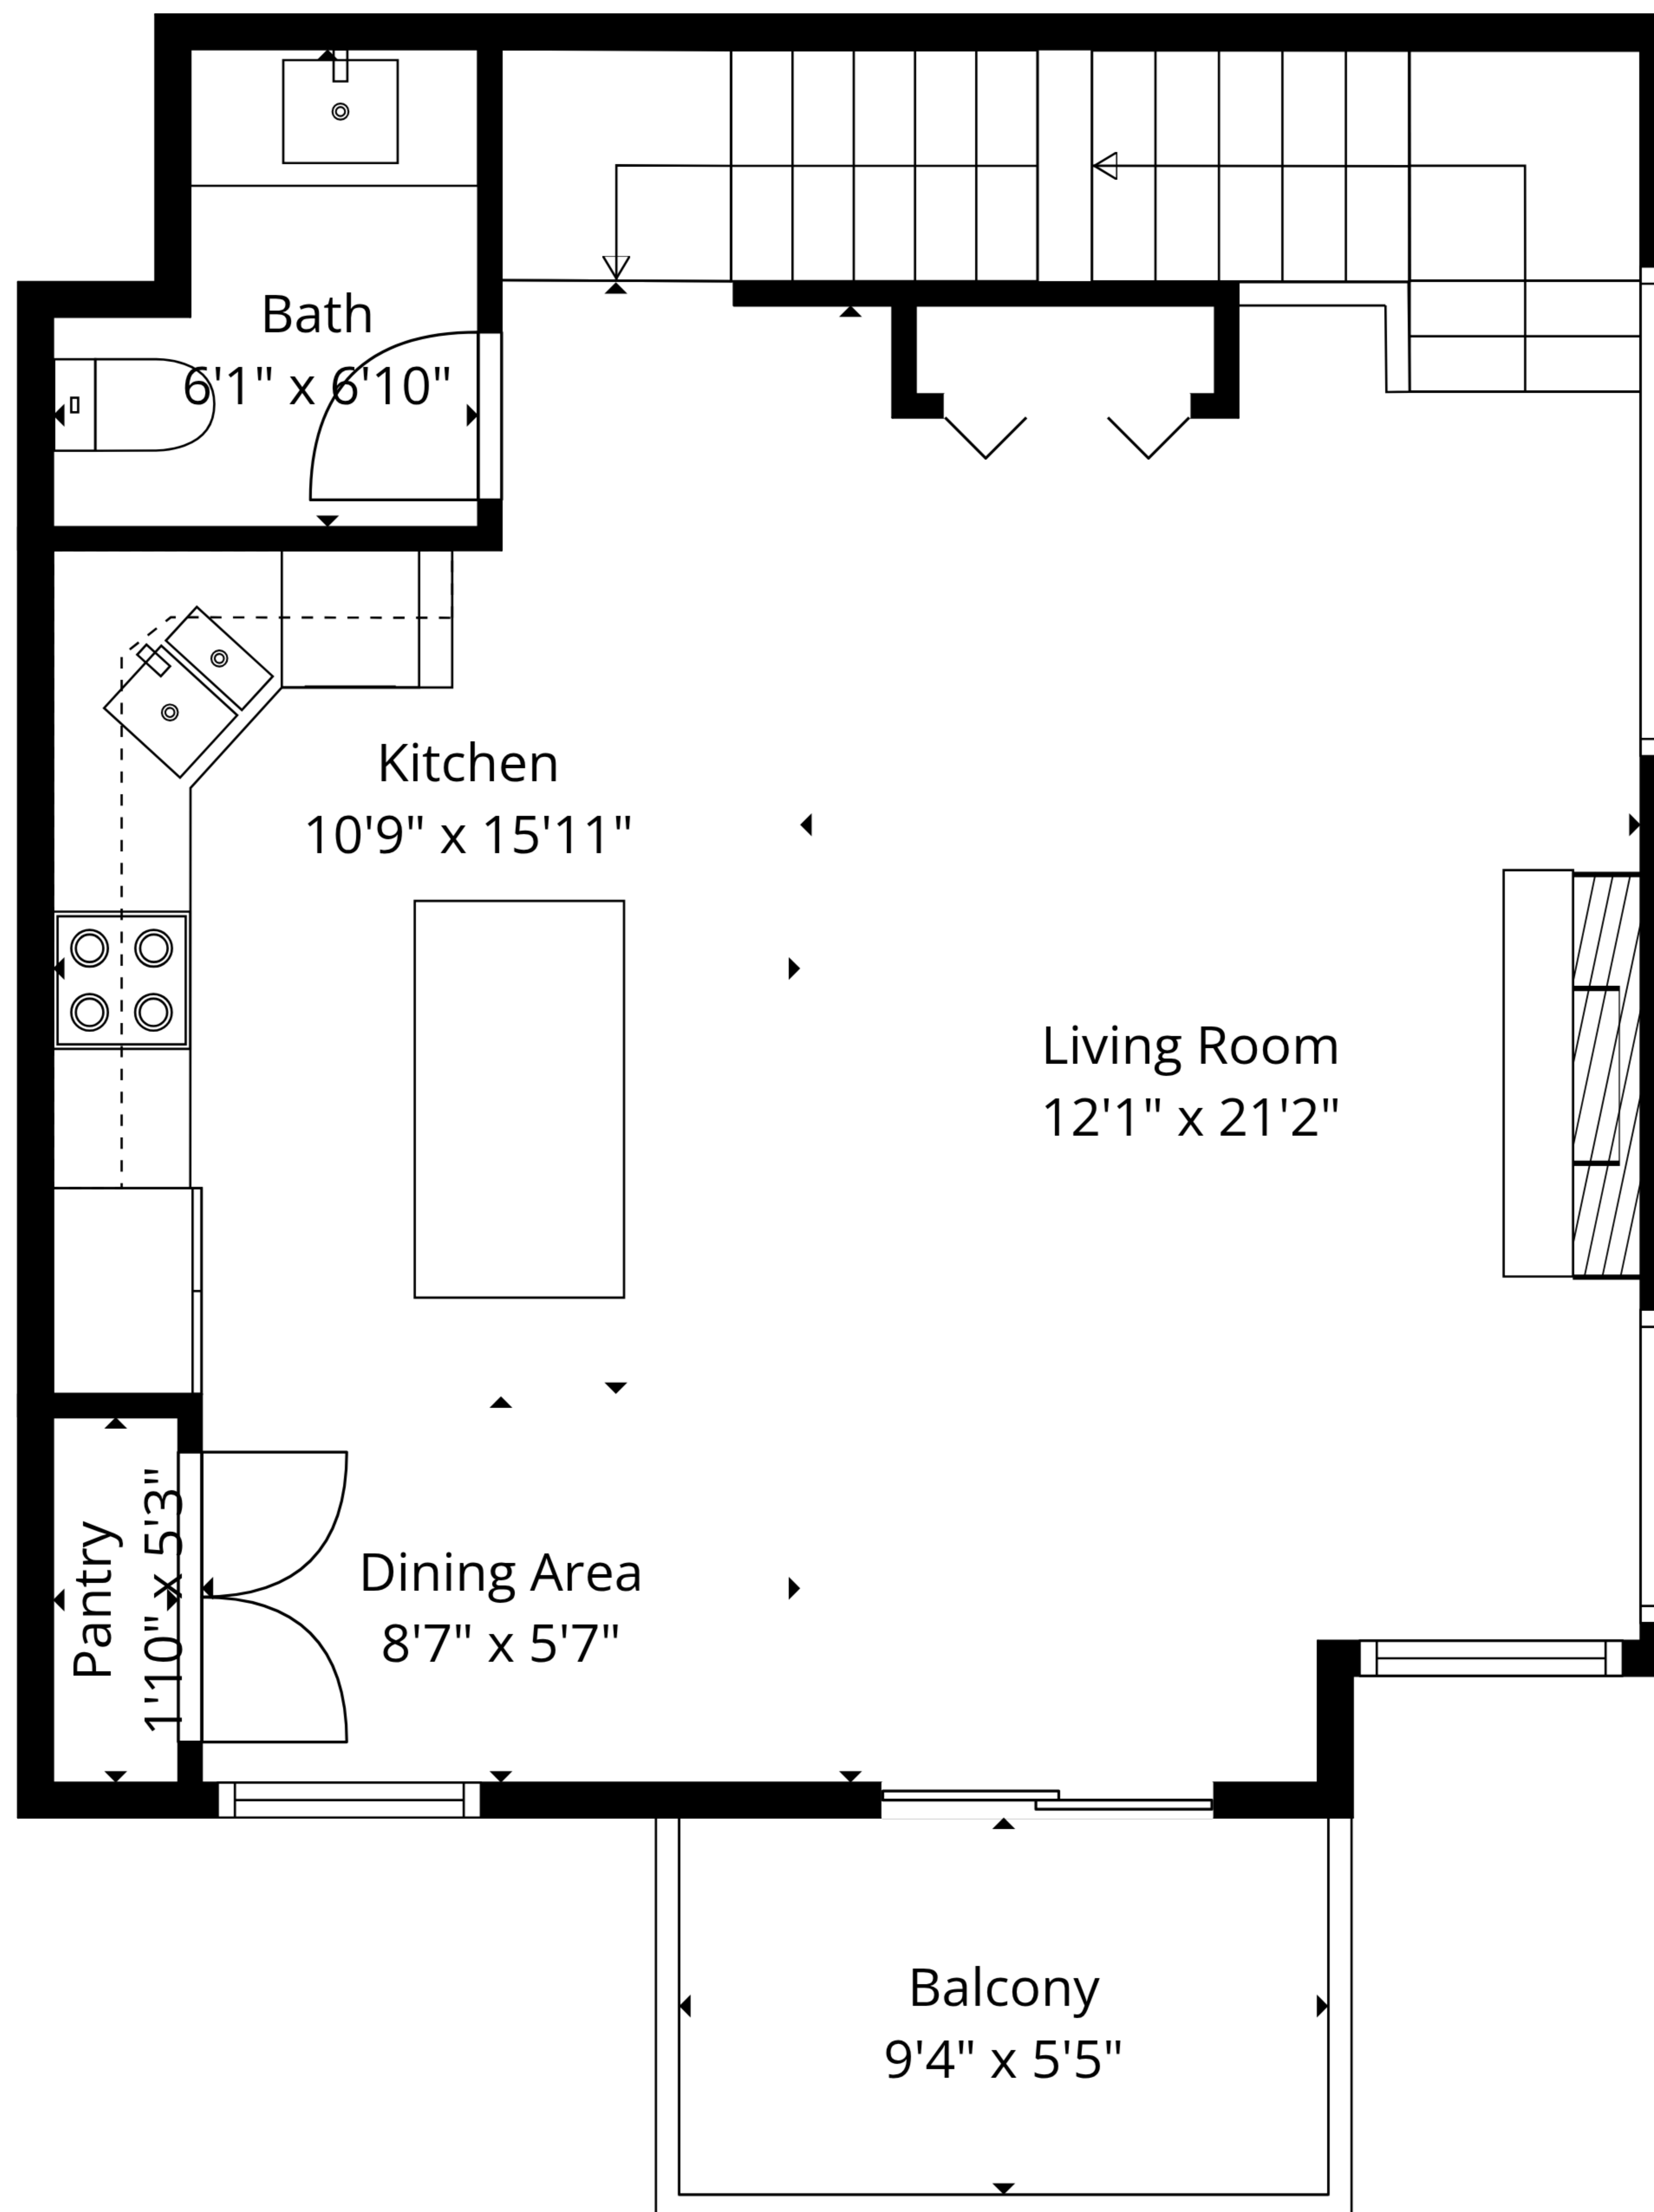 Bath
6'1" x 6'10"
Kitchen
10'9" x 15'11"
Living Room
12'1" x 21'2"
Pantry
1'10" x 5'3"
Dining Area
8'7" x 5'7"
Balcony
9'4" x 5'5"